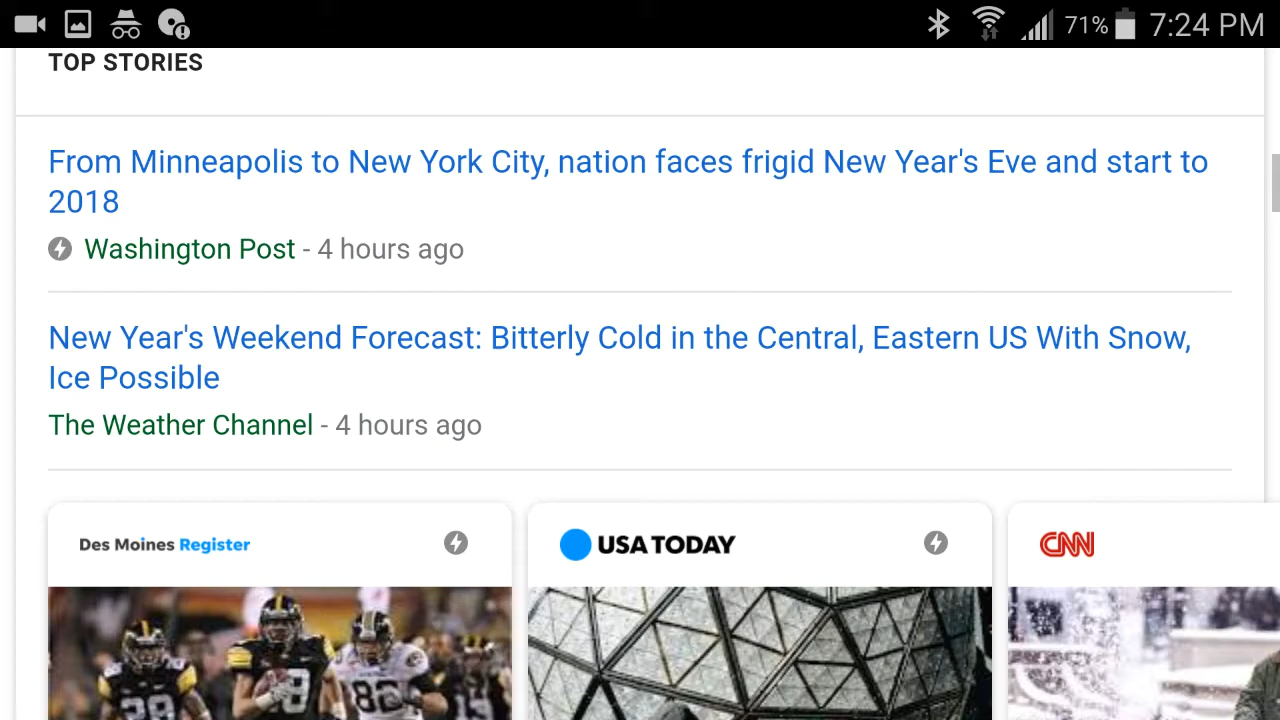 71% 7:24 PM
TOP STORIES
From Minneapolis to New York City, nation faces frigid New Year's Eve and start to
2018
Washington Post - 4 hours ago
New Year's Weekend Forecast: Bitterly Cold in the Central, Eastern US With Snow,
Ice Possible
The Weather Channel - 4 hours ago
Des Moines Register
USA TODAY
CNN
8
82